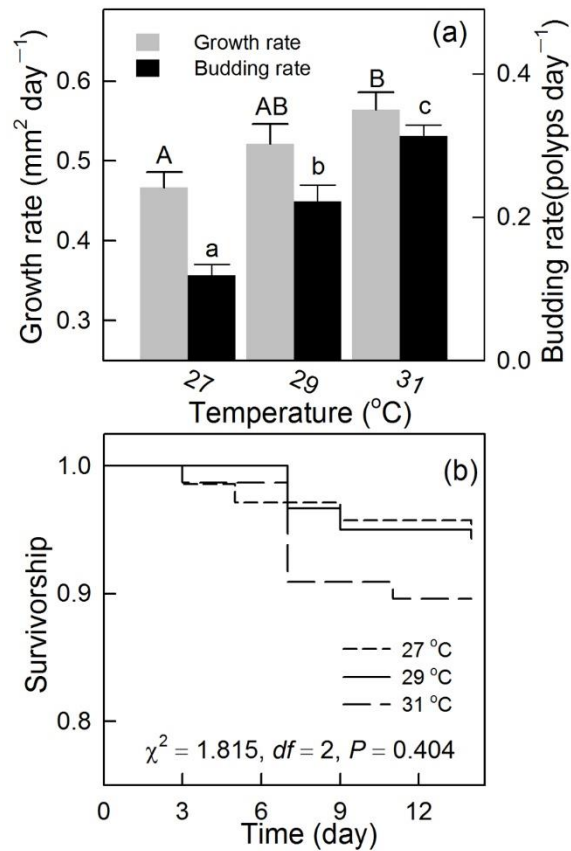 (a)
Growth rate
Budding rate
Growth rate (mm² day⁻¹)
0.6
0.5
0.4
0.3
A
a
AB
b
B
c
0.4
0.2
0.0
Budding rate(polyps day⁻¹)
27 29 31
Temperature (°C)
(b)
Survivorship
1.0
0.9
0.8
27 °C
29 °C
31 °C
χ² = 1.815, df = 2, P = 0.404
0 3 6 9 12
Time (day)